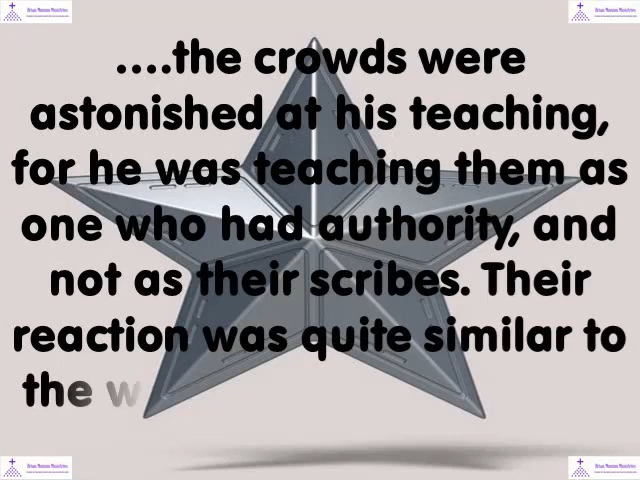 ....the crowds were
astonished at his teaching,
for he was teaching them as
one who had authority, and
not as their scribes. Their
reaction was quite similar to
the w